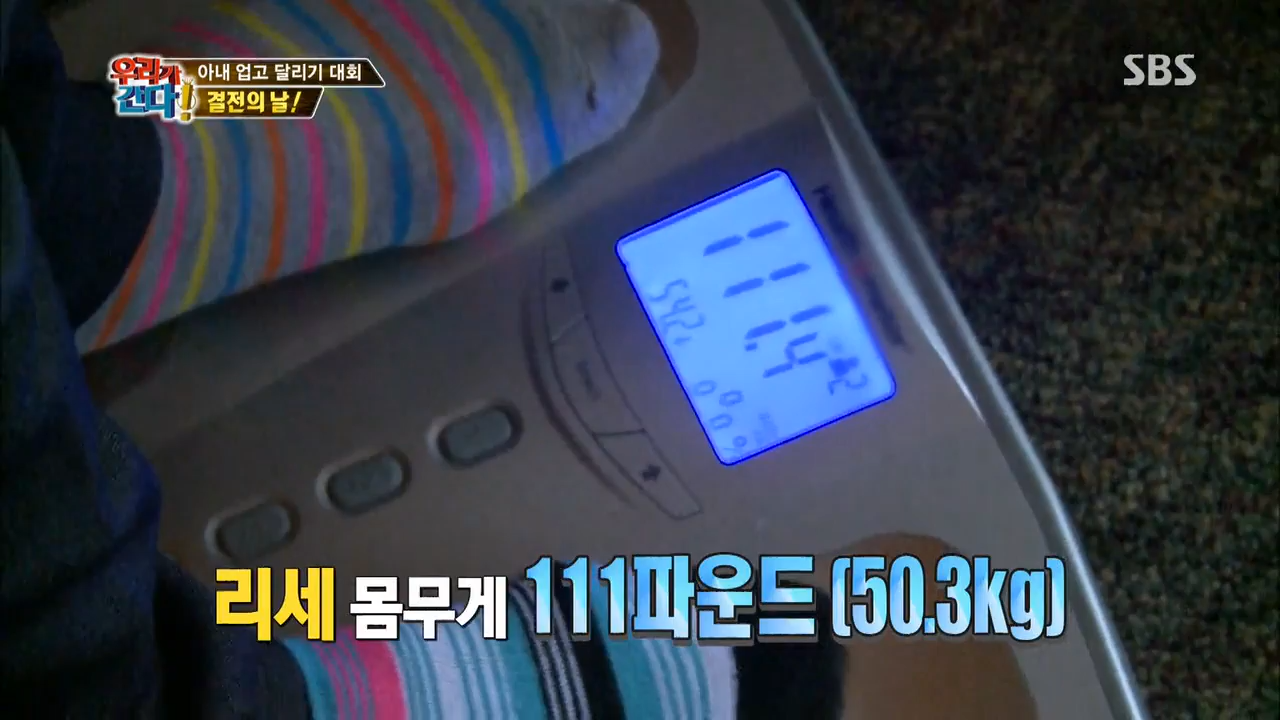 우리가 간다!
아내 업고 달리기 대회
결전의 날!
SBS
111.4
리세 몸무게 111파운드 (50.3kg)